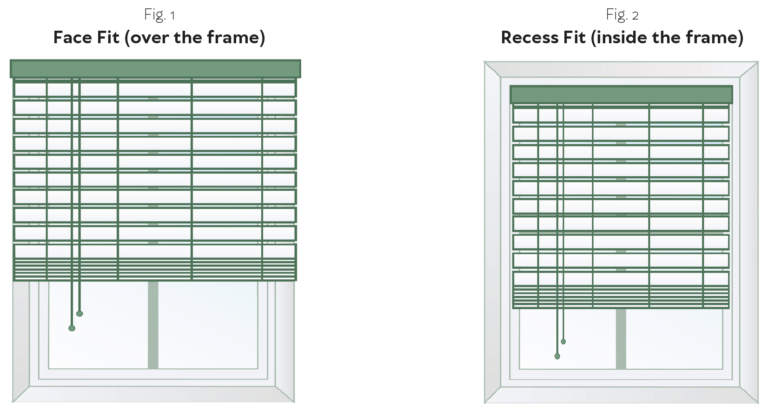 Fig. 1
Face Fit (over the frame)
Fig. 2
Recess Fit (inside the frame)